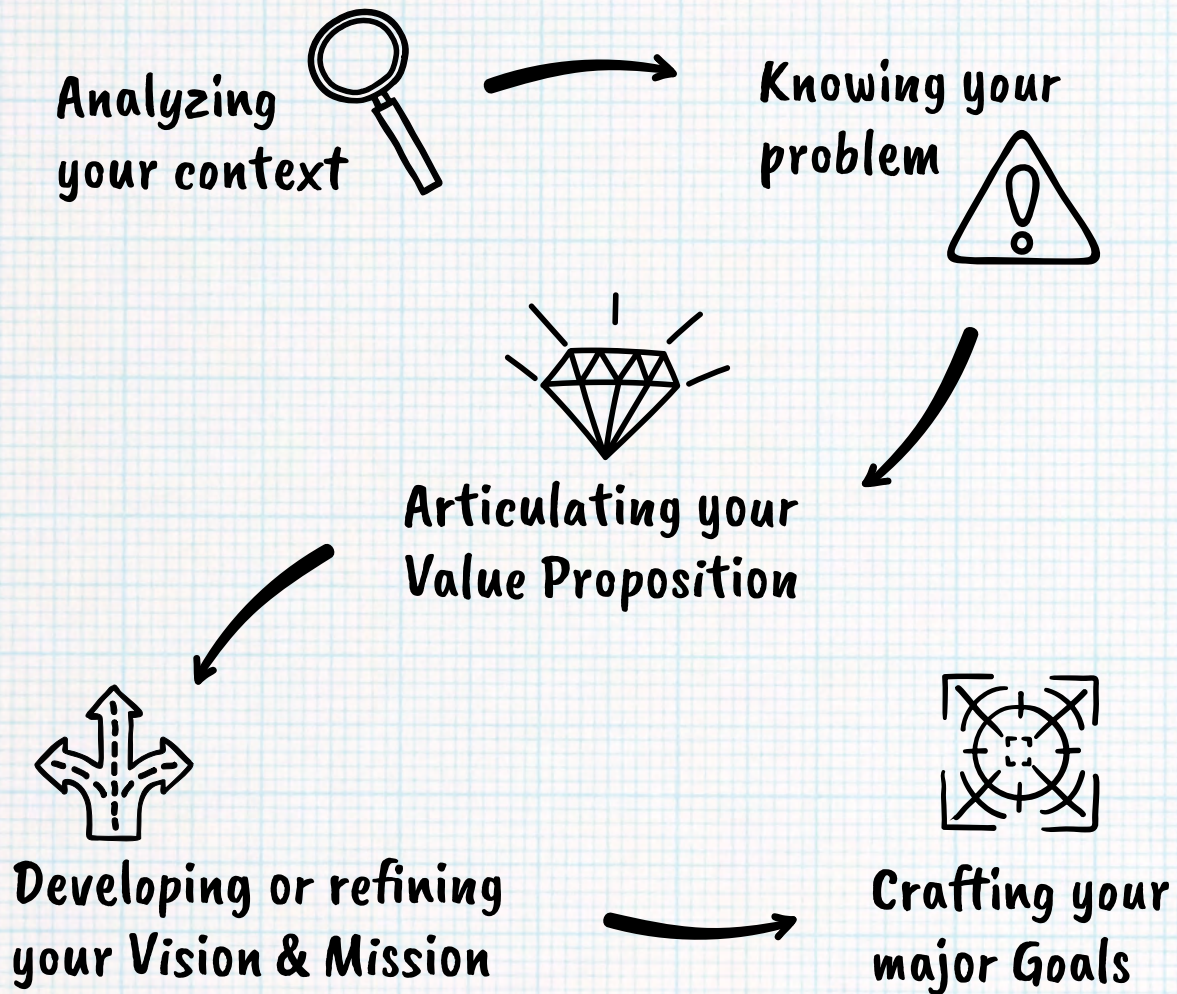 Analyzing
your context
Knowing your
problem
Articulating your
Value Proposition
Developing or refining
your Vision & Mission
Crafting your
major Goals